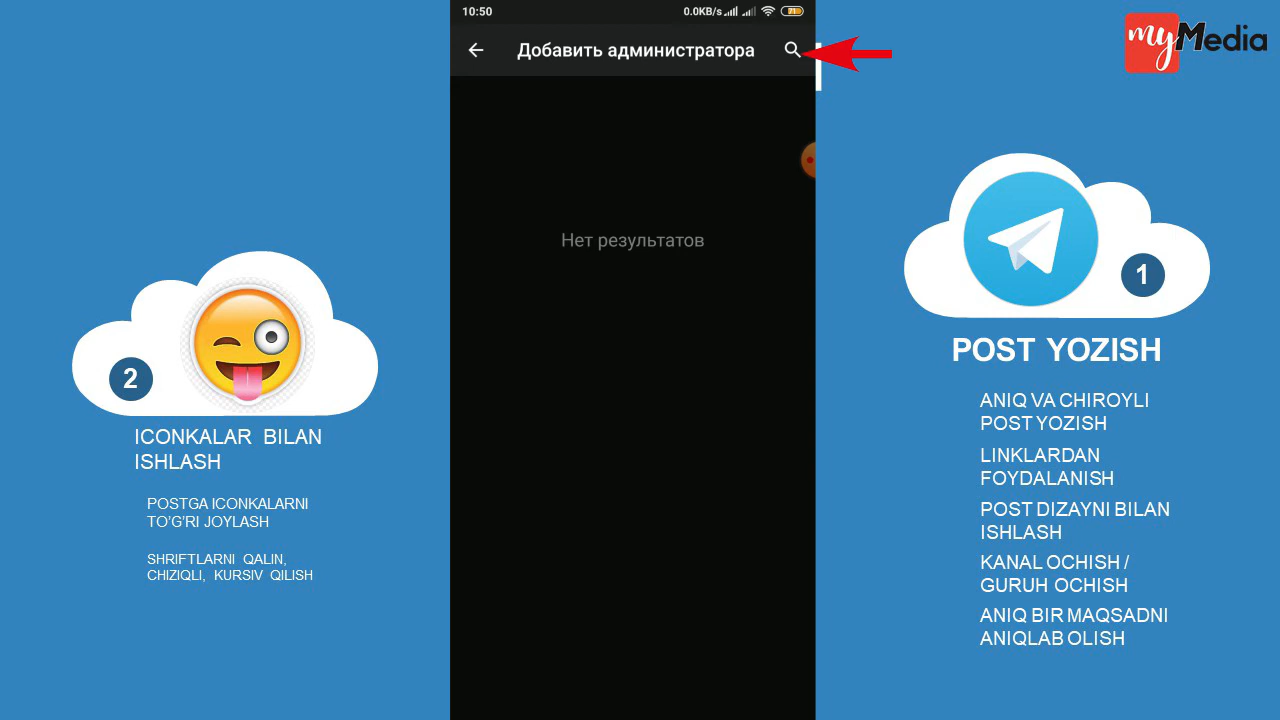 10:50
0.0KB/s
71
Добавить администратора
Нет результатов
myMedia
1
POST YOZISH
ANIQ VA CHIROYLI
POST YOZISH
LINKLARDAN
FOYDALANISH
POST DIZAYNI BILAN
ISHLASH
KANAL OCHISH /
GURUH OCHISH
ANIQ BIR MAQSADNI
ANIQLAB OLISH
2
ICONKALAR BILAN
ISHLASH
POSTGA ICONKALARNI
TO'G'RI JOYLASH
SHRIFTLARNI QALIN,
CHIZIQLI, KURSIV QILISH